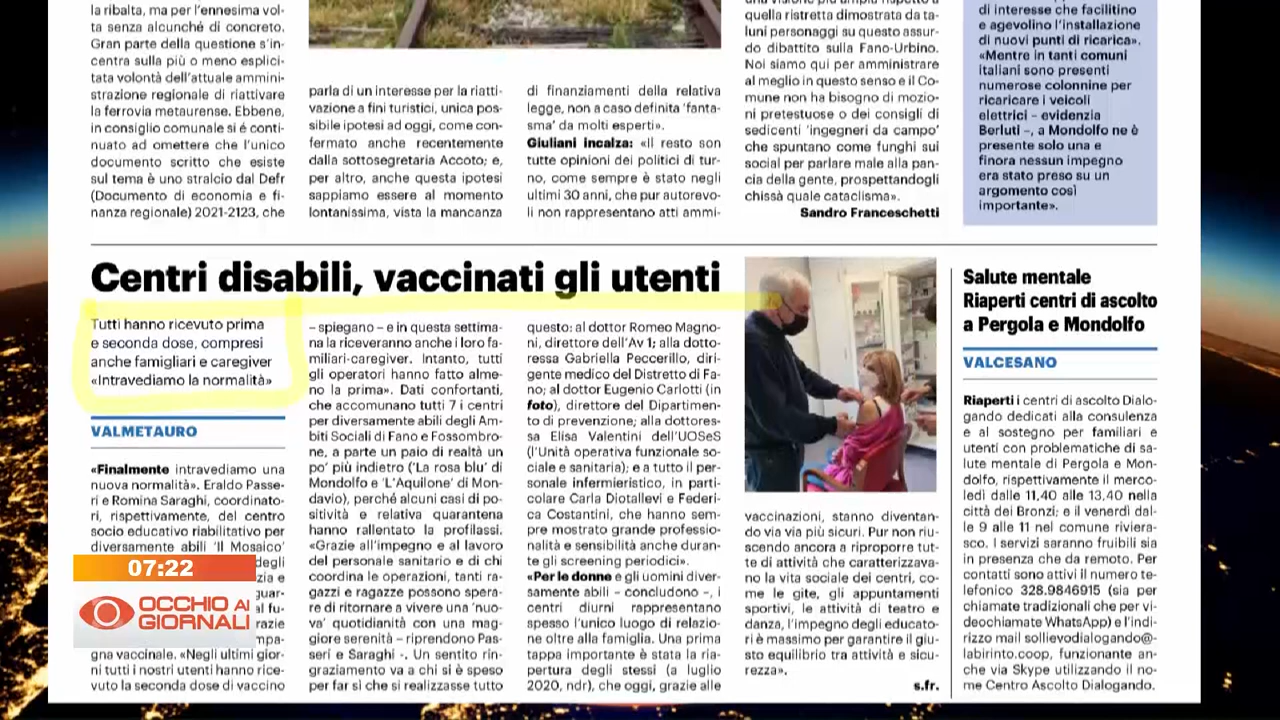 la ribalta, ma per l'ennesima vol-
ta senza alcunché di concreto.
Gran parte della questione s'in-
centra sulla più o meno esplici-
tata volontà dell'attuale ammini-
strazione regionale di riattivare
la ferrovia metaurense. Ebbene,
in consiglio comunale si é conti-
nuato ad omettere che l'unico
documento scritto che esiste
sul tema è uno stralcio dal Defr
(Documento di economia e fi-
nanza regionale) 2021-2123, che
parla di un interesse per la riatti-
vazione a fini turistici, unica pos-
sibile ipotesi ad oggi, come con-
fermato anche recentemente
dalla sottosegretaria Accoto; e,
per altro, anche questa ipotesi
sappiamo essere al momento
lontanissima, vista la mancanza
di finanziamenti della relativa
legge, non a caso definita 'fanta-
sma' da molti esperti».
Giuliani incalza: «Il resto son
tutte opinioni dei politici di tur-
no, come sempre è stato negli
ultimi 30 anni, che pur autorevo-
li non rappresentano atti ammi-
quella ristretta dimostrata da ta-
luni personaggi su questo assur-
do dibattito sulla Fano-Urbino.
Noi siamo qui per amministrare
al meglio in questo senso e il Co-
mune non ha bisogno di mozio-
ni pretestuose o dei consigli di
sedicenti 'ingegneri da campo'
che spuntano come funghi sui
social per parlare male alla pan-
cia della gente, prospettandogli
chissà quale cataclisma».
Sandro Franceschetti
di interesse che facilitino
e agevolino l'installazione
di nuovi punti di ricarica».
«Mentre in tanti comuni
italiani sono presenti
numerose colonnine per
ricaricare i veicoli
elettrici – evidenzia
Berluti –, a Mondolfo ne è
presente solo una e
finora nessun impegno
era stato preso su un
argomento così
importante».
Centri disabili, vaccinati gli utenti
Tutti hanno ricevuto prima
e seconda dose, compresi
anche famigliari e caregiver
«Intravediamo la normalità»
VALMETAURO
«Finalmente intravediamo una
nuova normalità». Eraldo Passe-
ri e Romina Saraghi, coordinato-
ri, rispettivamente, del centro
socio educativo riabilitativo per
diversamente abili 'Il Mosaico'
degli
zia e
guar-
al fu-
razie
mpa-
gna vaccinale. «Negli ultimi gior-
ni tutti i nostri utenti hanno rice-
vuto la seconda dose di vaccino
– spiegano – e in questa settima-
na la riceveranno anche i loro fa-
miliari-caregiver. Intanto, tutti
gli operatori hanno fatto alme-
no la prima». Dati confortanti,
che accomunano tutti 7 i centri
per diversamente abili degli Am-
biti Sociali di Fano e Fossombro-
ne, a parte un paio di realtà un
po' più indietro ('La rosa blu' di
Mondolfo e 'L'Aquilone' di Mon-
davio), perché alcuni casi di po-
sitività e relativa quarantena
hanno rallentato la profilassi.
«Grazie all'impegno e al lavoro
del personale sanitario e di chi
coordina le operazioni, tanti ra-
gazzi e ragazze possono spera-
re di ritornare a vivere una 'nuo-
va' quotidianità con una mag-
giore serenità – riprendono Pas-
seri e Saraghi -. Un sentito rin-
graziamento va a chi si è speso
per far sì che si realizzasse tutto
questo: al dottor Romeo Magno-
ni, direttore dell'Av 1; alla dotto-
ressa Gabriella Peccerillo, diri-
gente medico del Distretto di Fa-
no; al dottor Eugenio Carlotti (in
foto), direttore del Dipartimen-
to di prevenzione; alla dottores-
sa Elisa Valentini dell'UOSeS
(l'Unità operativa funzionale so-
ciale e sanitaria); e a tutto il per-
sonale infermieristico, in parti-
colare Carla Diotallevi e Federi-
ca Costantini, che hanno sem-
pre mostrato grande professio-
nalità e sensibilità anche duran-
te gli screening periodici».
«Per le donne e gli uomini diver-
samente abili – concludono –, i
centri diurni rappresentano
spesso l'unico luogo di relazio-
ne oltre alla famiglia. Una prima
tappa importante è stata la ria-
pertura degli stessi (a luglio
2020, ndr), che oggi, grazie alle
vaccinazioni, stanno diventan-
do via via più sicuri. Pur non riu-
scendo ancora a riproporre tut-
te di attività che caratterizzava-
no la vita sociale dei centri, co-
me le gite, gli appuntamenti
sportivi, le attività di teatro e
danza, l'impegno degli educato-
ri è massimo per garantire il giu-
sto equilibrio tra attività e sicu-
rezza».
s.fr.
Salute mentale
Riaperti centri di ascolto
a Pergola e Mondolfo
VALCESANO
Riaperti i centri di ascolto Dialo-
gando dedicati alla consulenza
e al sostegno per familiari e
utenti con problematiche di sa-
lute mentale di Pergola e Mon-
dolfo, rispettivamente il merco-
ledì dalle 11,40 alle 13,40 nella
città dei Bronzi; e il venerdì dal-
le 9 alle 11 nel comune riviera-
sco. I servizi saranno fruibili sia
in presenza che da remoto. Per
contatti sono attivi il numero te-
lefonico 328.9846915 (sia per
chiamate tradizionali che per vi-
deochiamate WhatsApp) e l'indi-
rizzo mail sollievodialogando@-
labirinto.coop, funzionante an-
che via Skype utilizzando il no-
me Centro Ascolto Dialogando.
07:22
OCCHIO AI
GIORNALI